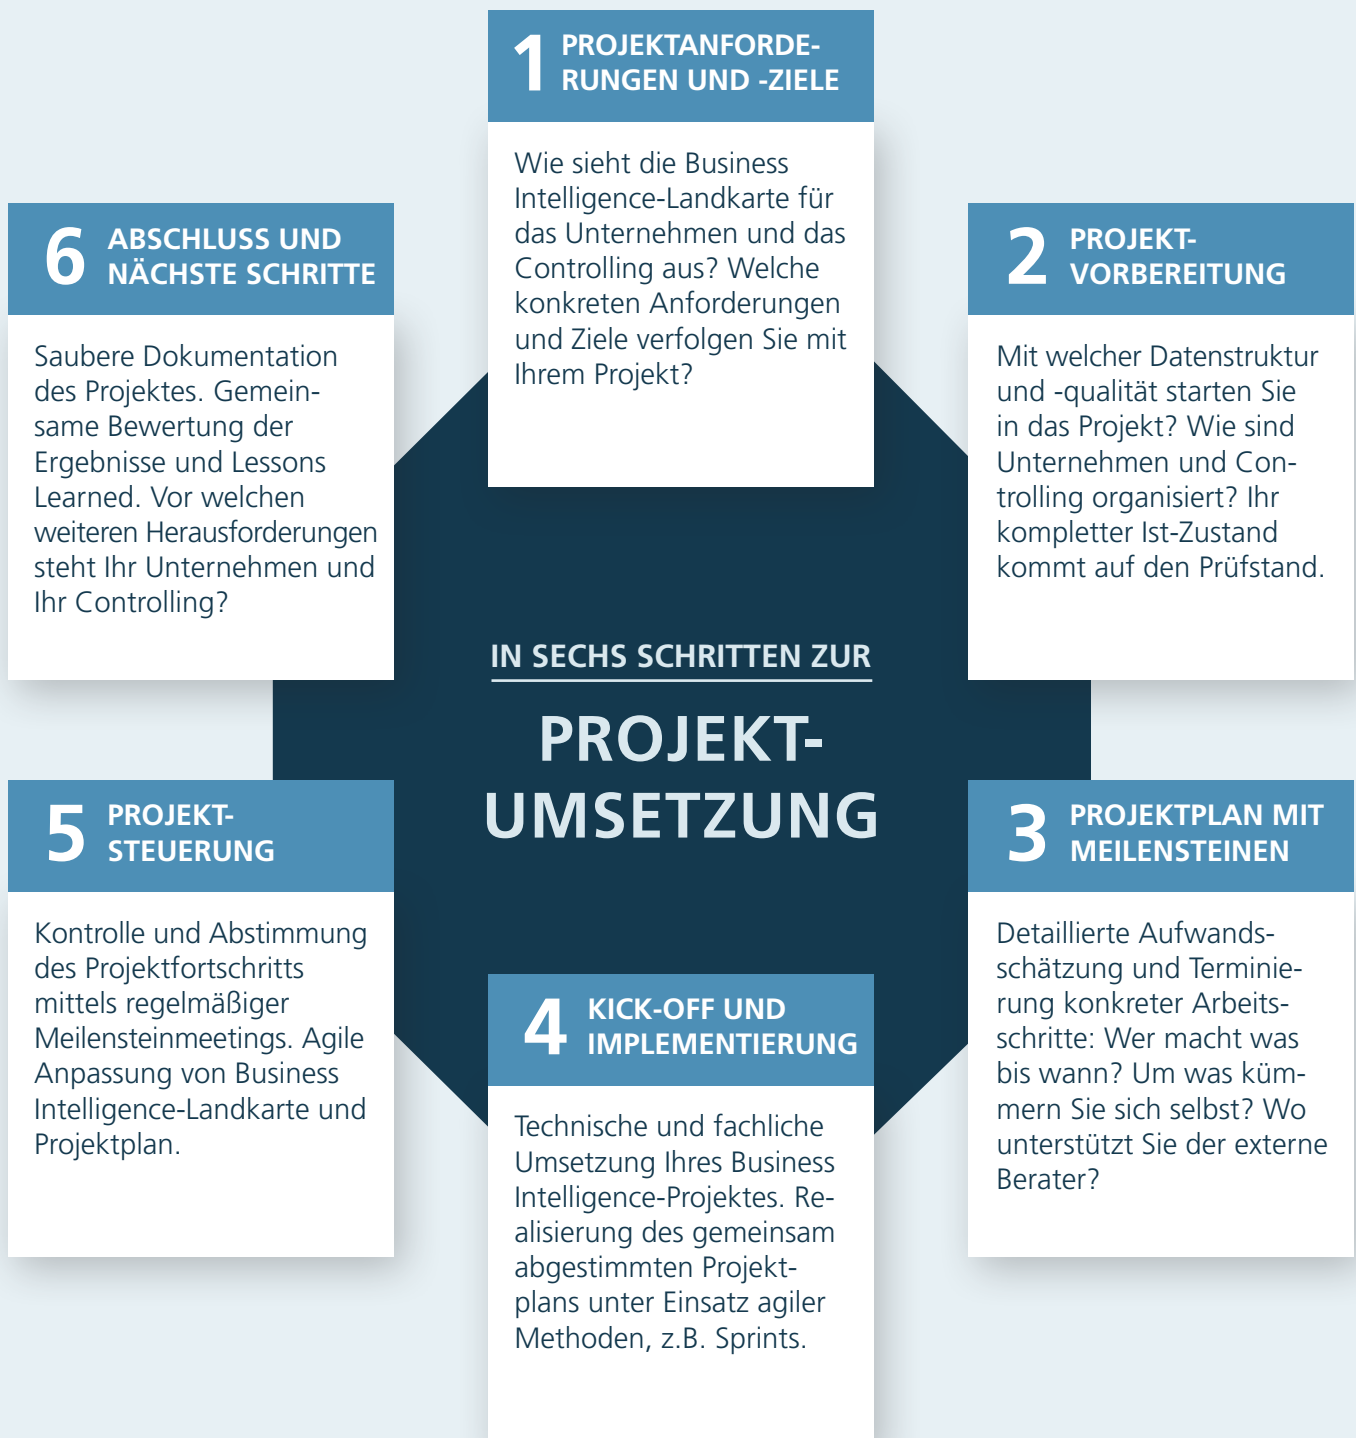 IN SECHS SCHRITTEN ZUR
PROJEKT-
UMSETZUNG
1 PROJEKTANFORDE-
RUNGEN UND -ZIELE
Wie sieht die Business
Intelligence-Landkarte für
das Unternehmen und das
Controlling aus? Welche
konkreten Anforderungen
und Ziele verfolgen Sie mit
Ihrem Projekt?
2 PROJEKT-
VORBEREITUNG
Mit welcher Datenstruktur
und -qualität starten Sie
in das Projekt? Wie sind
Unternehmen und Con-
trolling organisiert? Ihr
kompletter Ist-Zustand
kommt auf den Prüfstand.
3 PROJEKTPLAN MIT
MEILENSTEINEN
Detaillierte Aufwands-
schätzung und Terminie-
rung konkreter Arbeits-
schritte: Wer macht was
bis wann? Um was küm-
mern Sie sich selbst? Wo
unterstützt Sie der externe
Berater?
4 KICK-OFF UND
IMPLEMENTIERUNG
Technische und fachliche
Umsetzung Ihres Business
Intelligence-Projektes. Re-
alisierung des gemeinsam
abgestimmten Projekt-
plans unter Einsatz agiler
Methoden, z.B. Sprints.
5 PROJEKT-
STEUERUNG
Kontrolle und Abstimmung
des Projektfortschritts
mittels regelmäßiger
Meilensteinmeetings. Agile
Anpassung von Business
Intelligence-Landkarte und
Projektplan.
6 ABSCHLUSS UND
NÄCHSTE SCHRITTE
Saubere Dokumentation
des Projektes. Gemein-
same Bewertung der
Ergebnisse und Lessons
Learned. Vor welchen
weiteren Herausforderungen
steht Ihr Unternehmen und
Ihr Controlling?